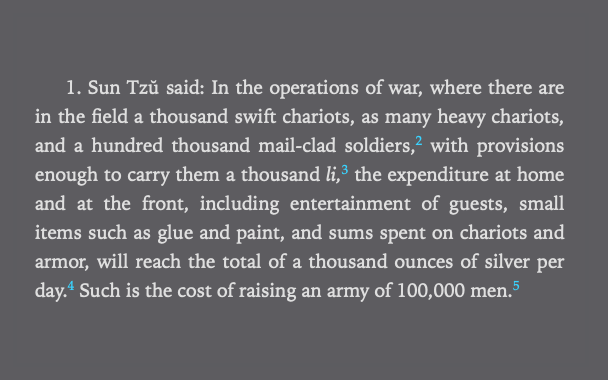 1. Sun Tzŭ said: In the operations of war, where there are
in the field a thousand swift chariots, as many heavy chariots,
and a hundred thousand mail-clad soldiers,2 with provisions
enough to carry them a thousand li,3 the expenditure at home
and at the front, including entertainment of guests, small
items such as glue and paint, and sums spent on chariots and
armor, will reach the total of a thousand ounces of silver per
day.4 Such is the cost of raising an army of 100,000 men.5